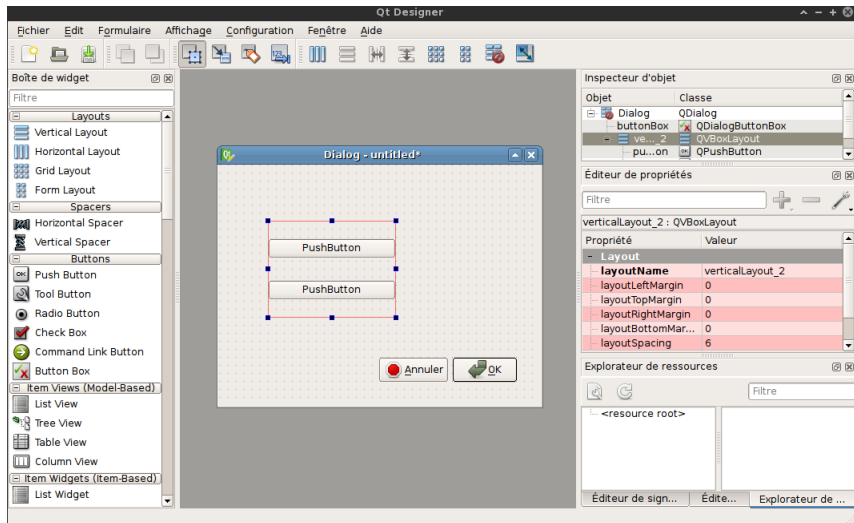 Qt Designer
Fichier Edit Formulaire Affichage Configuration Fenêtre Aide
123
Boîte de widget
Filtre
Layouts
Vertical Layout
Horizontal Layout
Grid Layout
Form Layout
Spacers
Horizontal Spacer
Vertical Spacer
Buttons
OK Push Button
Tool Button
Radio Button
Check Box
Command Link Button
Button Box
Item Views (Model-Based)
List View
Tree View
Table View
Column View
Item Widgets (Item-Based)
List Widget
Qt Dialog - untitled*
PushButton
PushButton
Annuler OK
Inspecteur d'objet
Objet Classe
Dialog QDialog
buttonBox QDialogButtonBox
ve..._2 QVBoxLayout
pu...on OK QPushButton
Éditeur de propriétés
Filtre
verticalLayout_2 : QVBoxLayout
Propriété Valeur
Layout
layoutName verticalLayout_2
layoutLeftMargin 0
layoutTopMargin 0
layoutRightMargin 0
layoutBottomMar... 0
layoutSpacing 6
Explorateur de ressources
Filtre
<resource root>
Éditeur de sign... Édite... Explorateur de ...